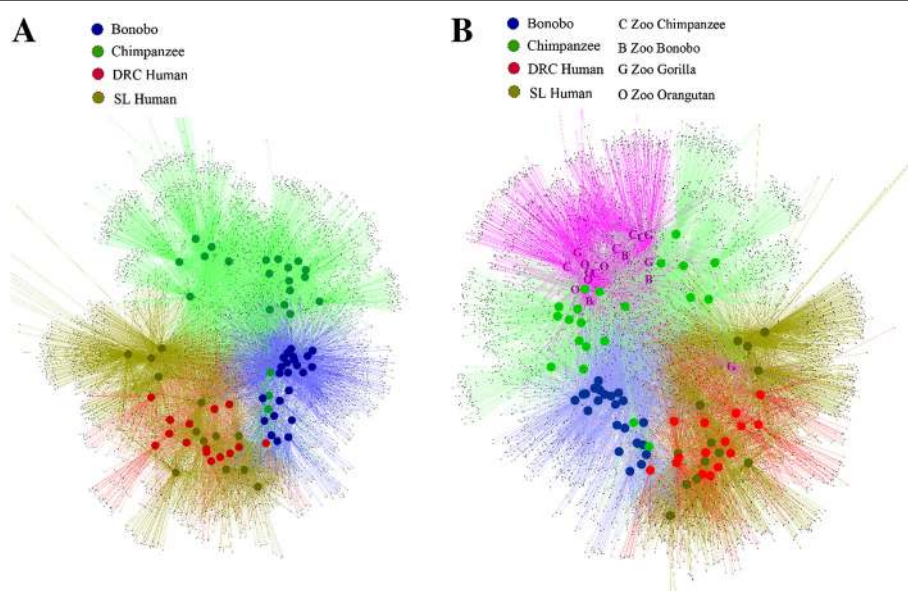 A
Bonobo
Chimpanzee
DRC Human
SL Human
B
Bonobo C Zoo Chimpanzee
Chimpanzee B Zoo Bonobo
DRC Human G Zoo Gorilla
SL Human O Zoo Orangutan
C C G
C B
G
G
C O
B
O
B
G